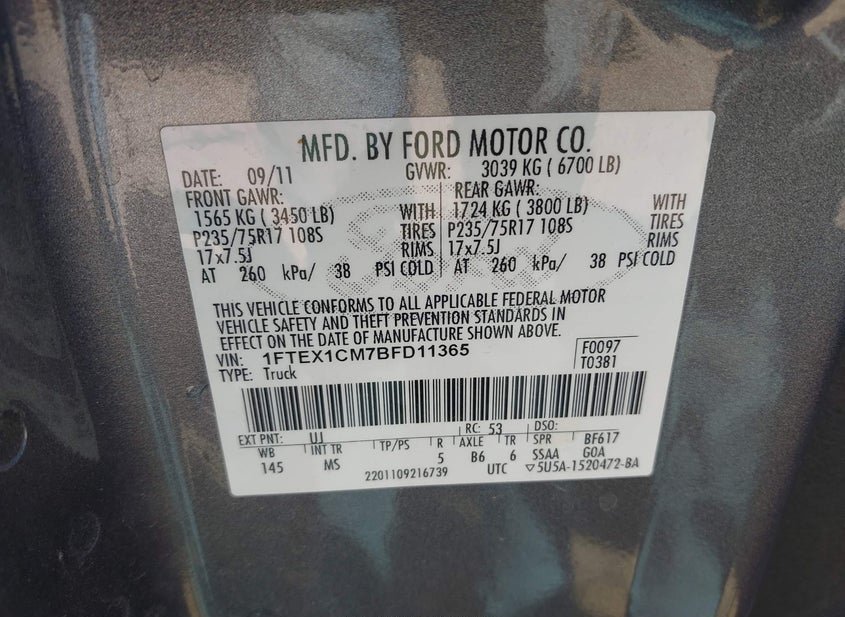 MFD. BY FORD MOTOR CO.
DATE: 09/11 GVWR: 3039 KG ( 6700 LB)
FRONT GAWR: REAR GAWR:
1565 KG ( 3450 LB) WITH 1724 KG ( 3800 LB) WITH
P235/75R17 108S TIRES P235/75R17 108S TIRES
17x7.5J RIMS 17x7.5J RIMS
AT 260 kPa/ 38 PSI COLD AT 260 kPa/ 38 PSI COLD
THIS VEHICLE CONFORMS TO ALL APPLICABLE FEDERAL MOTOR
VEHICLE SAFETY AND THEFT PREVENTION STANDARDS IN
EFFECT ON THE DATE OF MANUFACTURE SHOWN ABOVE.
VIN: 1FTEX1CM7BFD11365 F0097
TYPE: Truck T0381
EXT PNT: UJ RC: 53 DSO:
WB INT TR TP/PS R AXLE TR SPR BF617
145 MS 5 B6 6 SSAA GOA
2201109216739 UTC ▽5U5A-1520472-BA